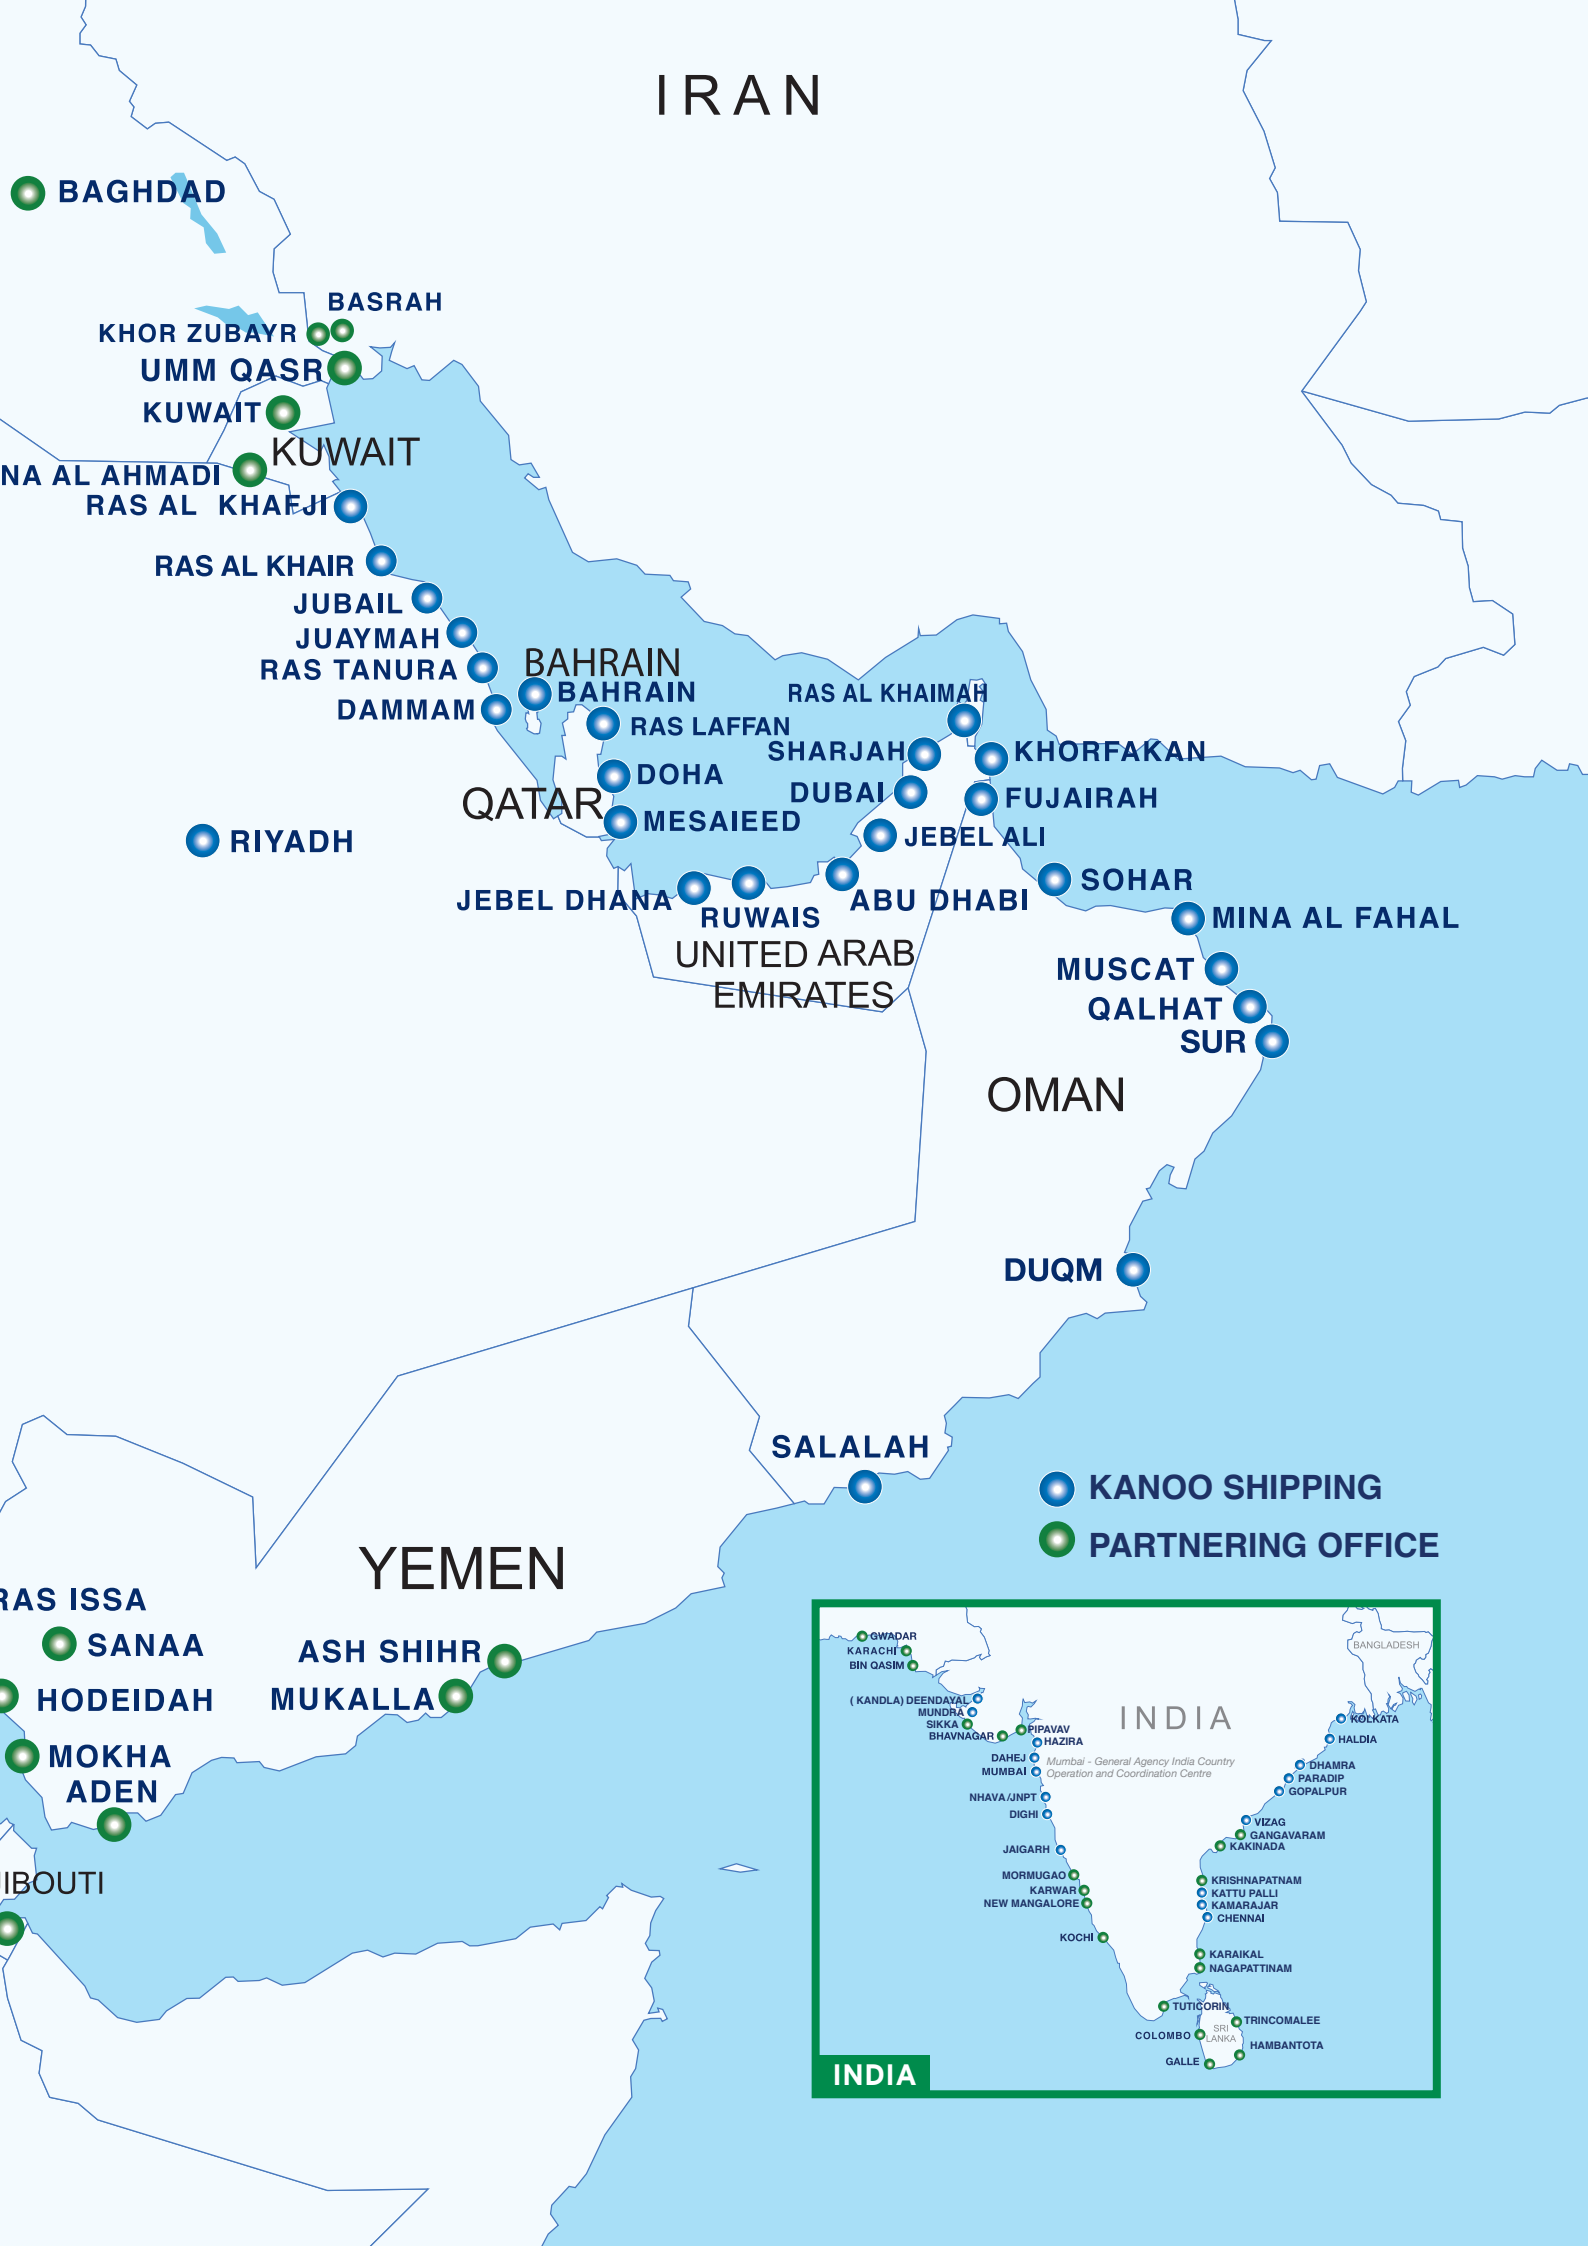 IRAN
BAGHDAD
BASRAH
KHOR ZUBAYR
UMM QASR
KUWAIT
KUWAIT
NA AL AHMADI
RAS AL KHAFJI
RAS AL KHAIR
JUBAIL
JUAYMAH
RAS TANURA
DAMMAM
BAHRAIN
BAHRAIN
RAS LAFFAN
DOHA
QATAR
MESAIEED
RIYADH
RAS AL KHAIMAH
SHARJAH
KHORFAKAN
DUBAI
FUJAIRAH
JEBEL ALI
JEBEL DHANA
RUWAIS
ABU DHABI
UNITED ARAB
EMIRATES
SOHAR
MINA AL FAHAL
MUSCAT
QALHAT
SUR
OMAN
DUQM
SALALAH
KANOO SHIPPING
PARTNERING OFFICE
YEMEN
RAS ISSA
SANAA
ASH SHIHR
HODEIDAH
MUKALLA
MOKHA
ADEN
IBOUTI
GWADAR
KARACHI
BIN QASIM
BANGLADESH
( KANDLA) DEENDAYAL
MUNDRA
SIKKA
BHAVNAGAR
PIPAVAV
HAZIRA
INDIA
DAHEJ
MUMBAI
Mumbai - General Agency India Country
Operation and Coordination Centre
NHAVA/JNPT
DIGHI
JAIGARH
MORMUGAO
KARWAR
NEW MANGALORE
KOCHI
KOLKATA
HALDIA
DHAMRA
PARADIP
GOPALPUR
VIZAG
GANGAVARAM
KAKINADA
KRISHNAPATNAM
KATTU PALLI
KAMARAJAR
CHENNAI
KARAIKAL
NAGAPATTINAM
TUTICORIN
TRINCOMALEE
COLOMBO
SRI
LANKA
HAMBANTOTA
GALLE
INDIA